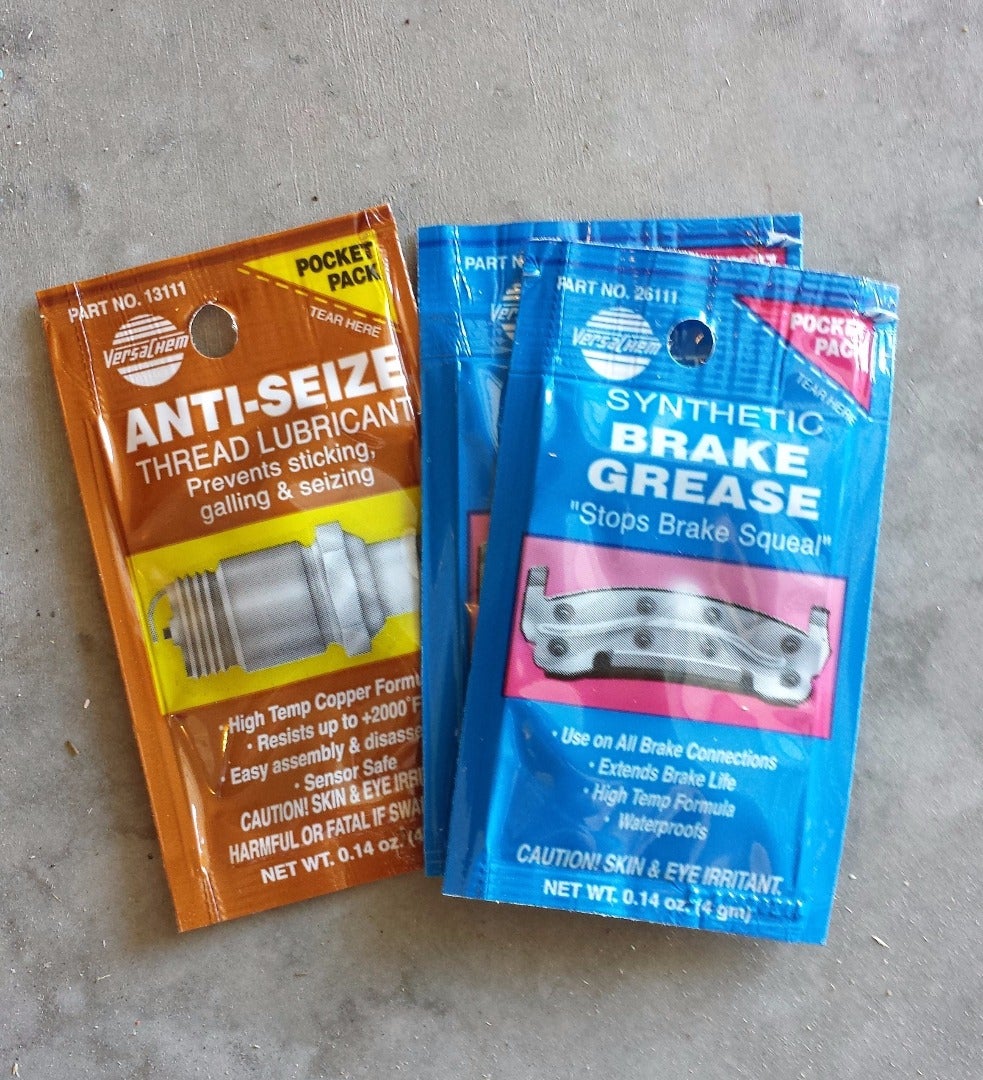 PART NO. 13111
POCKET
PACK
TEAR HERE
VERSACHEM
ANTI-SEIZE
THREAD LUBRICANT
Prevents sticking,
galling & seizing
• High Temp Copper Formu
• Resists up to +2000°F
• Easy assembly & disasse
• Sensor Safe
CAUTION! SKIN & EYE IRRI
HARMFUL OR FATAL IF SWA
NET WT. 0.14 oz. (4
PART N
PART NO. 26111
POCKET
PACK
TEAR HERE
VERSACHEM
SYNTHETIC
BRAKE
GREASE
"Stops Brake Squeal"
• Use on All Brake Connections
• Extends Brake Life
• High Temp Formula
• Waterproofs
CAUTION! SKIN & EYE IRRITANT.
NET WT. 0.14 oz. (4 gm)